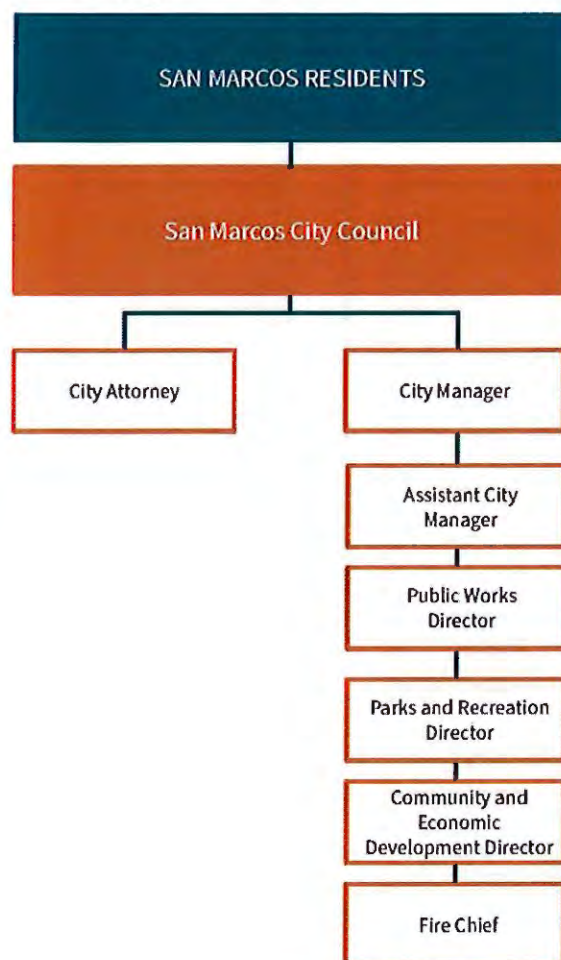 SAN MARCOS RESIDENTS
San Marcos City Council
City Attorney
City Manager
Assistant City
Manager
Public Works
Director
Parks and Recreation
Director
Community and
Economic
Development Director
Fire Chief